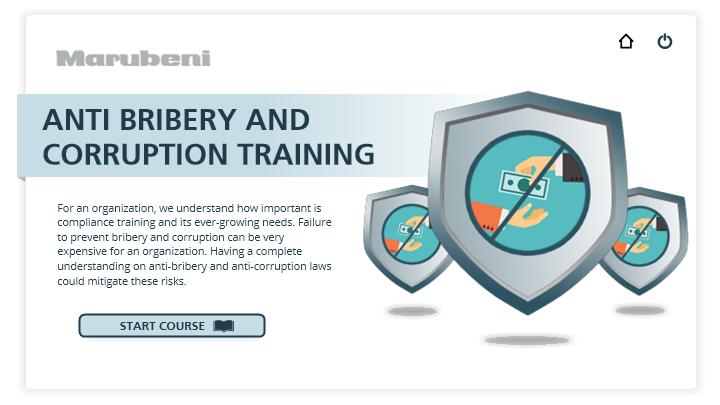 Marubeni
ANTI BRIBERY AND
CORRUPTION TRAINING
For an organization, we understand how important is
compliance training and its ever-growing needs. Failure
to prevent bribery and corruption can be very
expensive for an organization. Having a complete
understanding on anti-bribery and anti-corruption laws
could mitigate these risks.
START COURSE